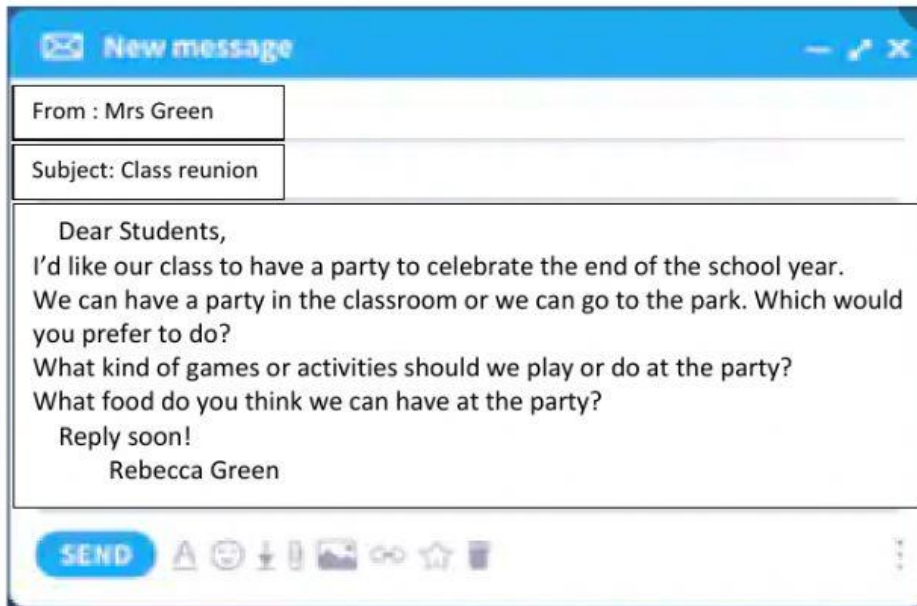 New message
From : Mrs Green
Subject: Class reunion
Dear Students,
I'd like our class to have a party to celebrate the end of the school year.
We can have a party in the classroom or we can go to the park. Which would
you prefer to do?
What kind of games or activities should we play or do at the party?
What food do you think we can have at the party?
Reply soon!
Rebecca Green
SEND